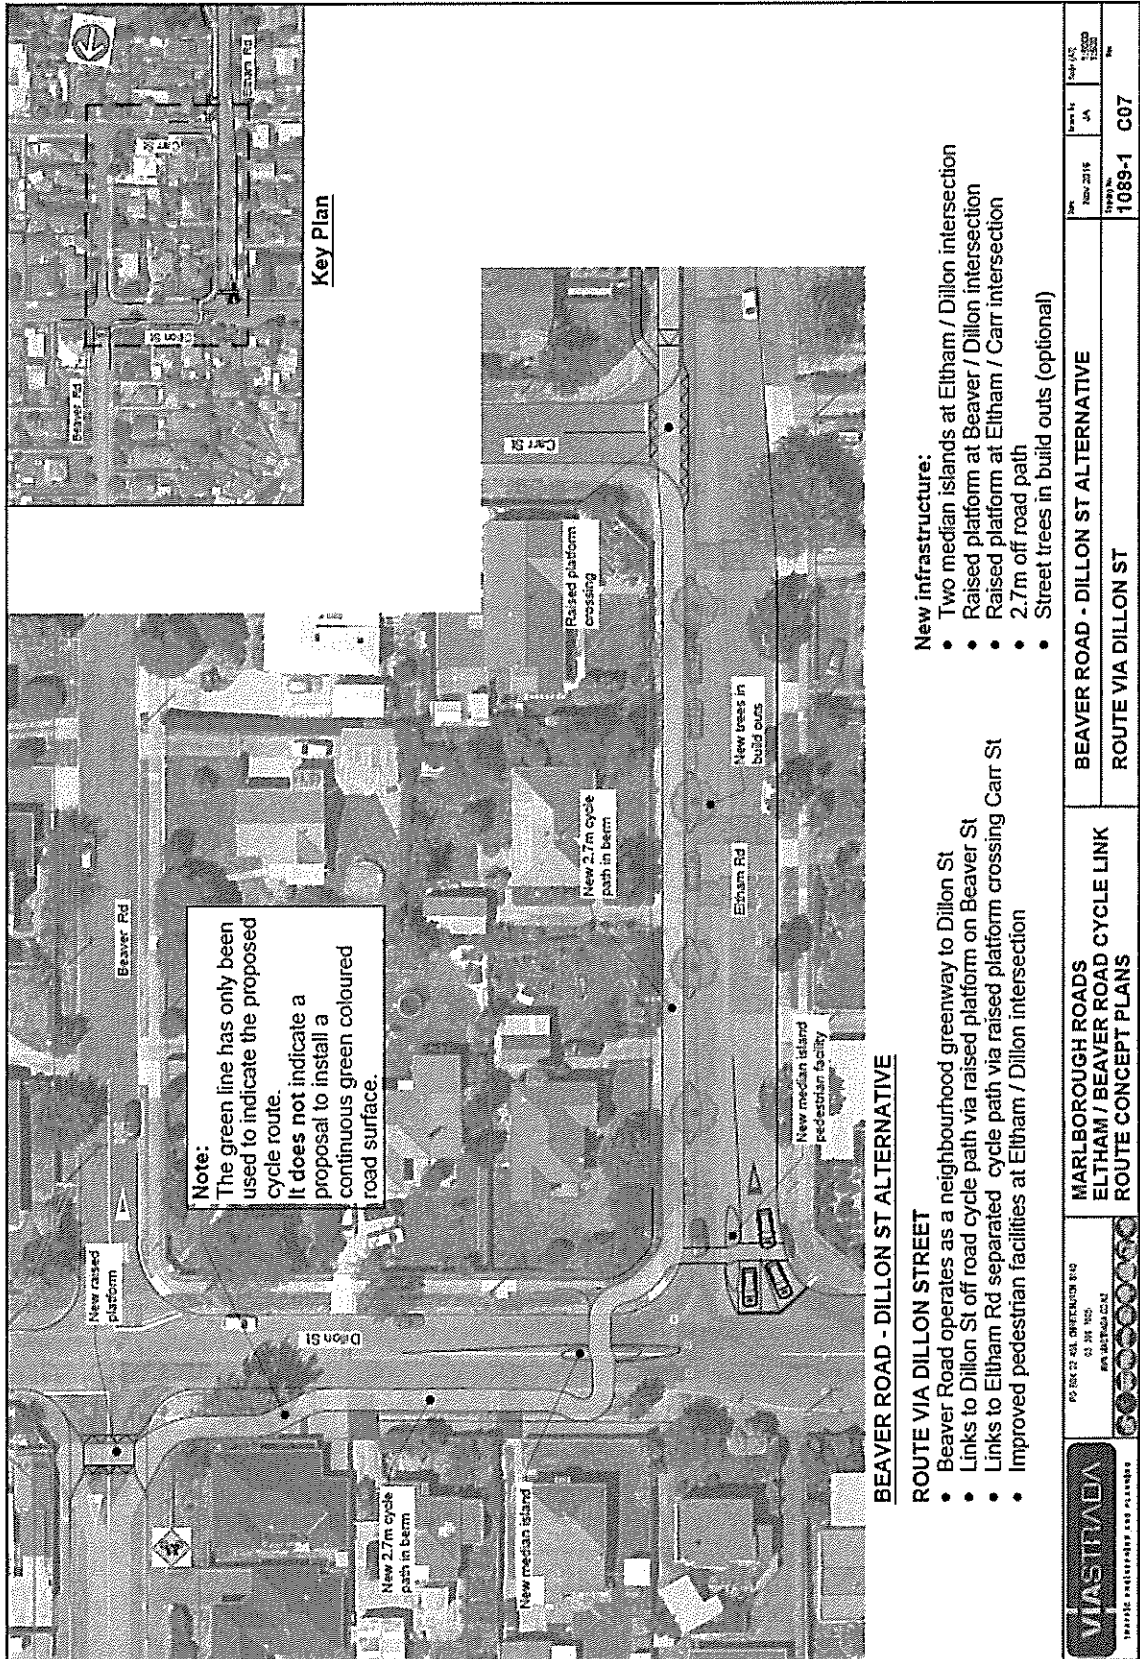 Beaver Rd
Dillon St
Carr St
Eltham Rd
Key Plan
New raised
platform
Beaver Rd
Note:
The green line has only been
used to indicate the proposed
cycle route.
It does not indicate a
proposal to install a
continuous green coloured
road surface.
Dillon St
New 2.7m cycle
path in berm
New median island
New 2.7m cycle
path in berm
Raised platform
crossing
Carr St
New median island
pedestrian facility
Eltham Rd
New trees in
build outs
BEAVER ROAD - DILLON ST ALTERNATIVE
ROUTE VIA DILLON STREET
• Beaver Road operates as a neighbourhood greenway to Dillon St
• Links to Dillon St off road cycle path via raised platform on Beaver St
• Links to Eltham Rd separated cycle path via raised platform crossing Carr St
• Improved pedestrian facilities at Eltham / Dillon intersection
New infrastructure:
• Two median islands at Eltham / Dillon intersection
• Raised platform at Beaver / Dillon intersection
• Raised platform at Eltham / Carr intersection
• 2.7m off road path
• Street trees in build outs (optional)
VIASTRADA
traffic engineering and planning
MARLBOROUGH ROADS
ELTHAM / BEAVER ROAD CYCLE LINK
ROUTE CONCEPT PLANS
BEAVER ROAD - DILLON ST ALTERNATIVE
ROUTE VIA DILLON ST
NOV 2016
JA
1089-1 C07